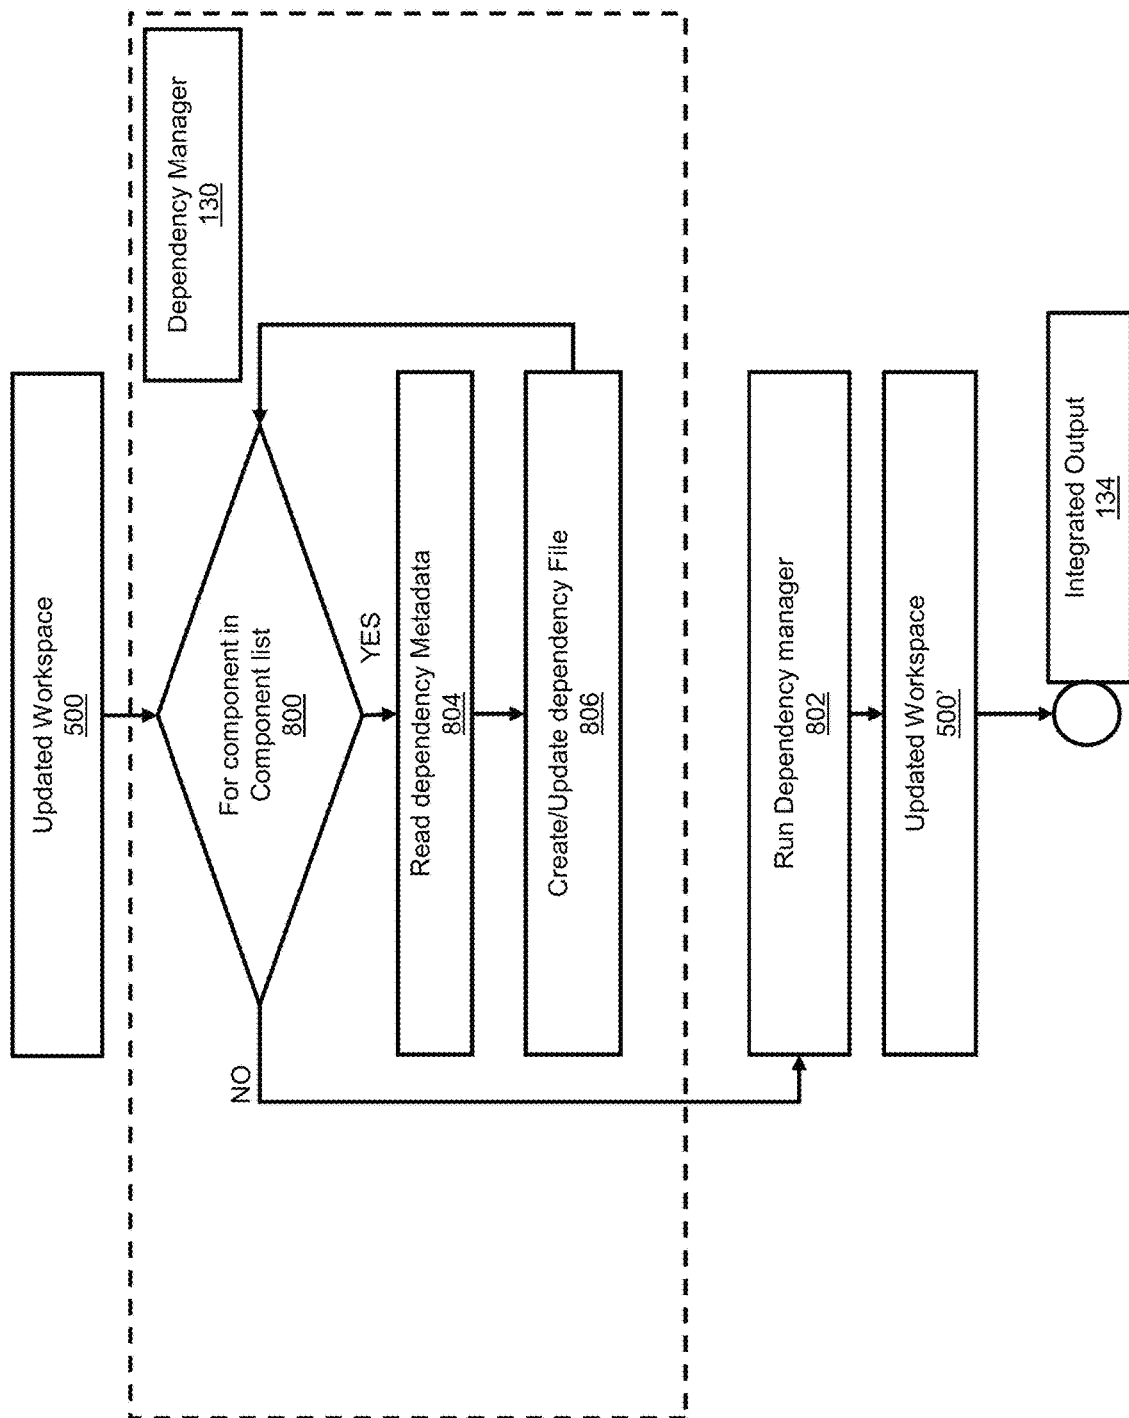 Updated Workspace
500
Dependency Manager
130
For component in
Component list
800
YES
NO
Read dependency Metadata
804
Create/Update dependency File
806
Run Dependency manager
802
Updated Workspace
500'
Integrated Output
134